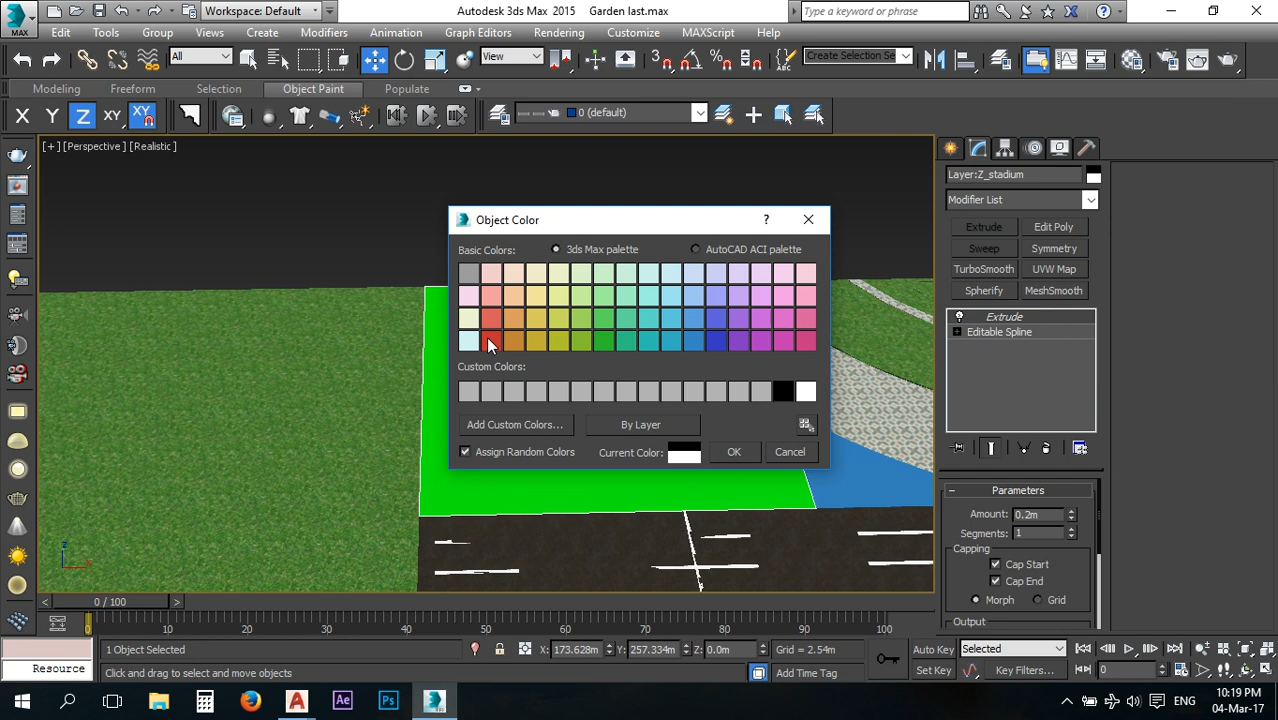 MAX Workspace: Default Autodesk 3ds Max 2015 Garden last.max Type a keyword or phrase
Edit Tools Group Views Create Modifiers Animation Graph Editors Rendering Customize MAXScript Help
All View Create Selection Se
Modeling Freeform Selection Object Paint Populate
X Y Z XY XY 0 (default)
[+] [Perspective] [Realistic]
Layer:Z_stadium
Modifier List
Extrude Edit Poly
Sweep Symmetry
TurboSmooth UVW Map
Spherify MeshSmooth
Extrude
Editable Spline
Object Color ?
Basic Colors: 3ds Max palette AutoCAD ACI palette
Custom Colors:
Add Custom Colors... By Layer
Assign Random Colors Current Color: OK Cancel
Parameters
Amount: 0.2m
Segments: 1
Capping
Cap Start
Cap End
Morph Grid
Output
z
x
< 0 / 100 >
0 10 20 30 40 50 60 70 80 90 100
1 Object Selected X: 173.628m Y: 257.334m Z: 0.0m Grid = 2.54m Auto Key Selected
Resource Click and drag to select and move objects Add Time Tag Set Key Key Filters... 0
A Ae Ps ENG 10:19 PM
04-Mar-17